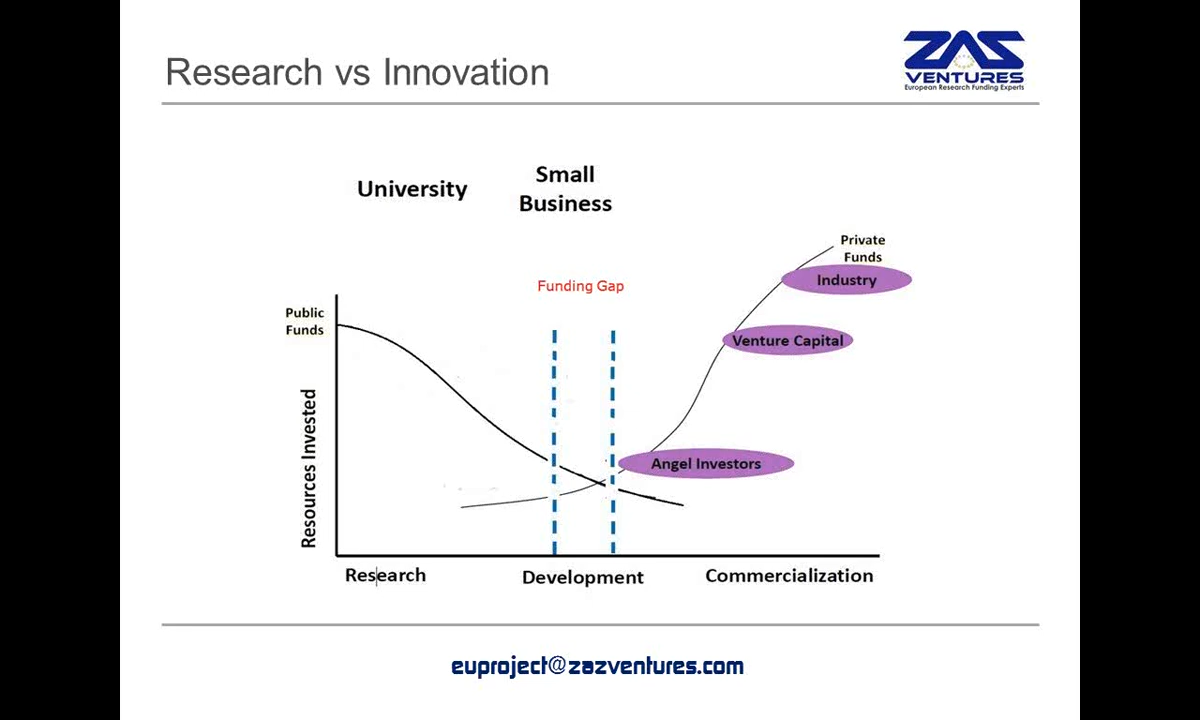 Research vs Innovation
ZAS
VENTURES
European Research Funding Experts
University
Small
Business
Private
Funds
Industry
Funding Gap
Public
Funds
Venture Capital
Resources Invested
Angel Investors
Research
Development
Commercialization
euproject@zazventures.com